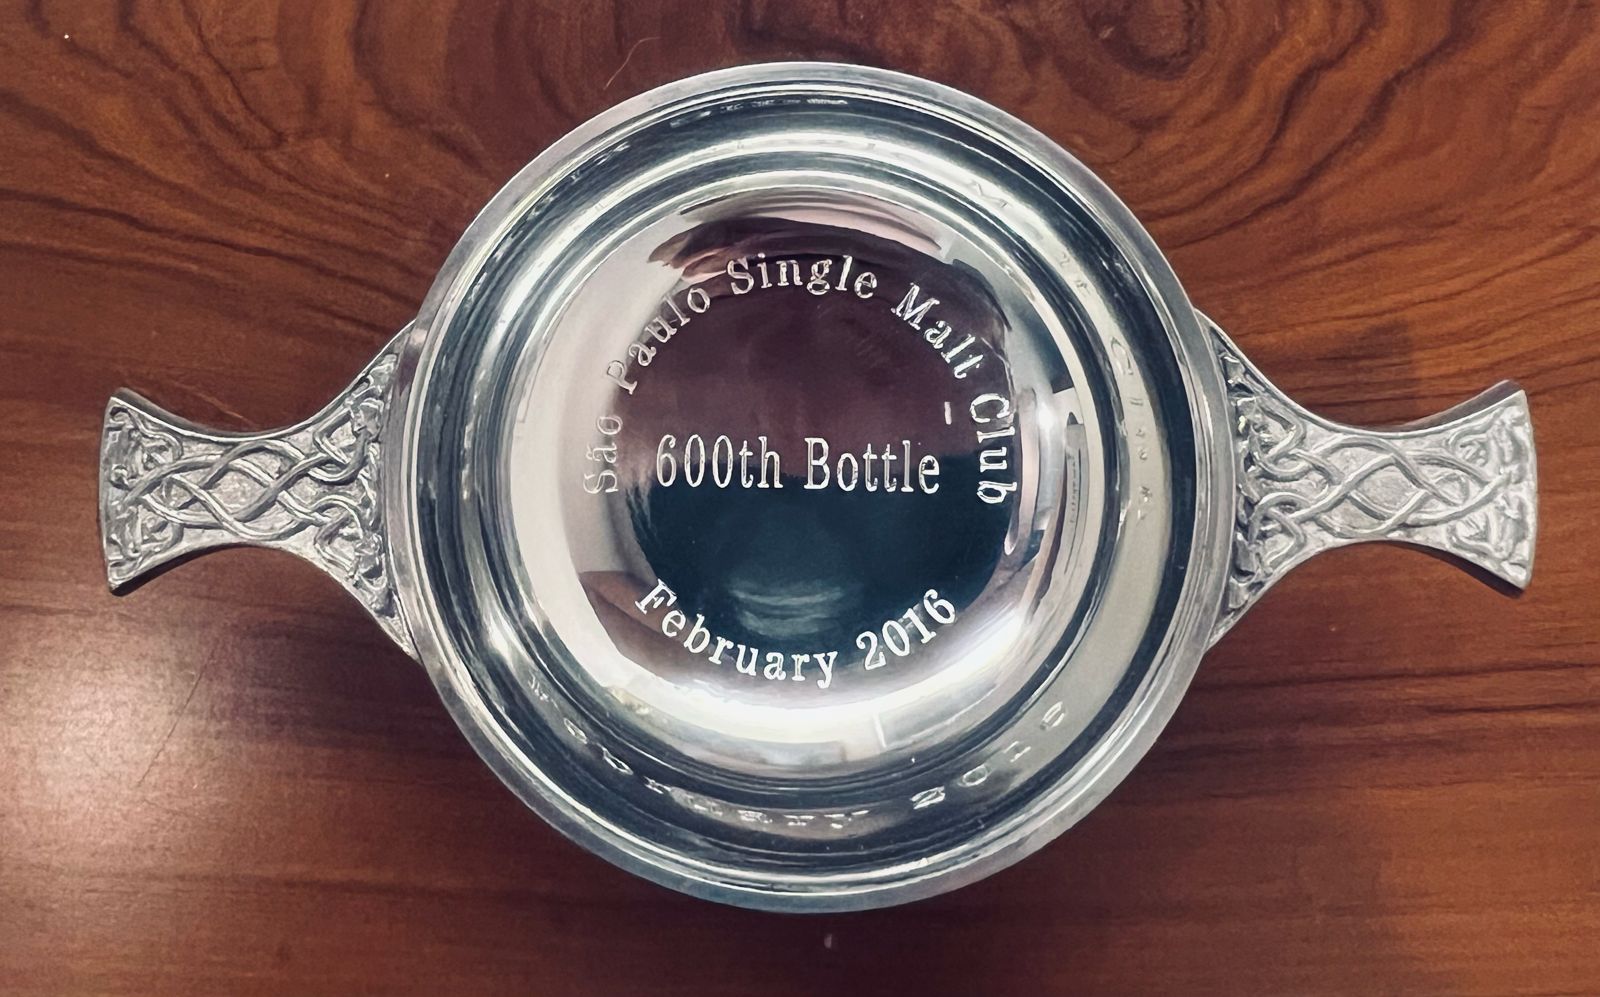 São Paulo Single Malt Club
600th Bottle
February 2016